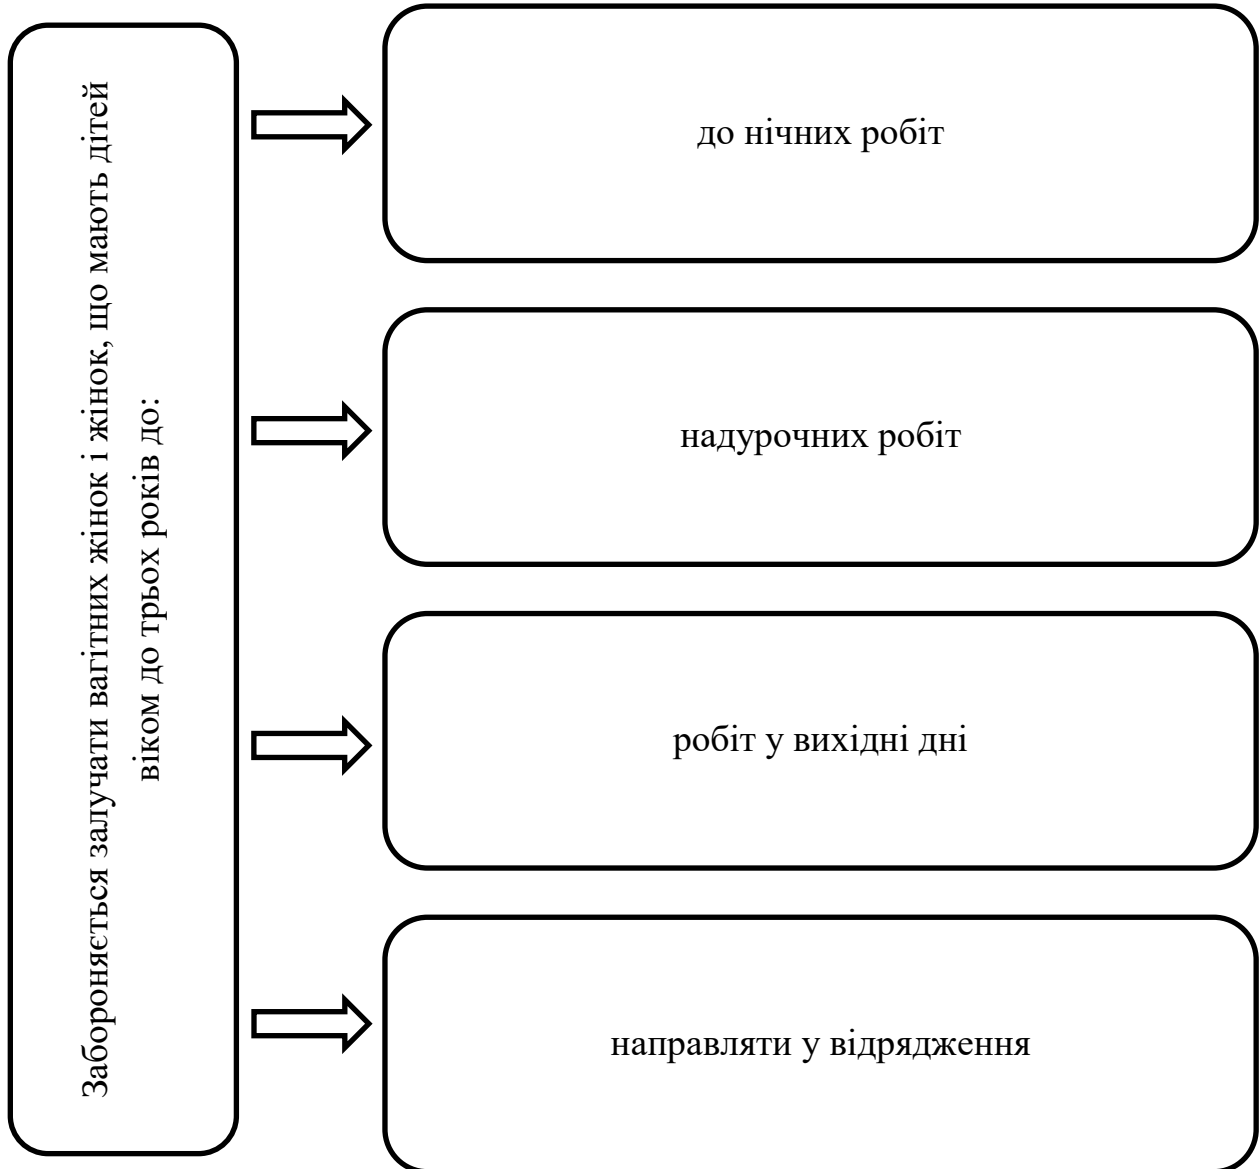 Забороняється залучати вагітних жінок і жінок, що мають дітей
віком до трьох років до:
до нічних робіт
надурочних робіт
робіт у вихідні дні
направляти у відрядження